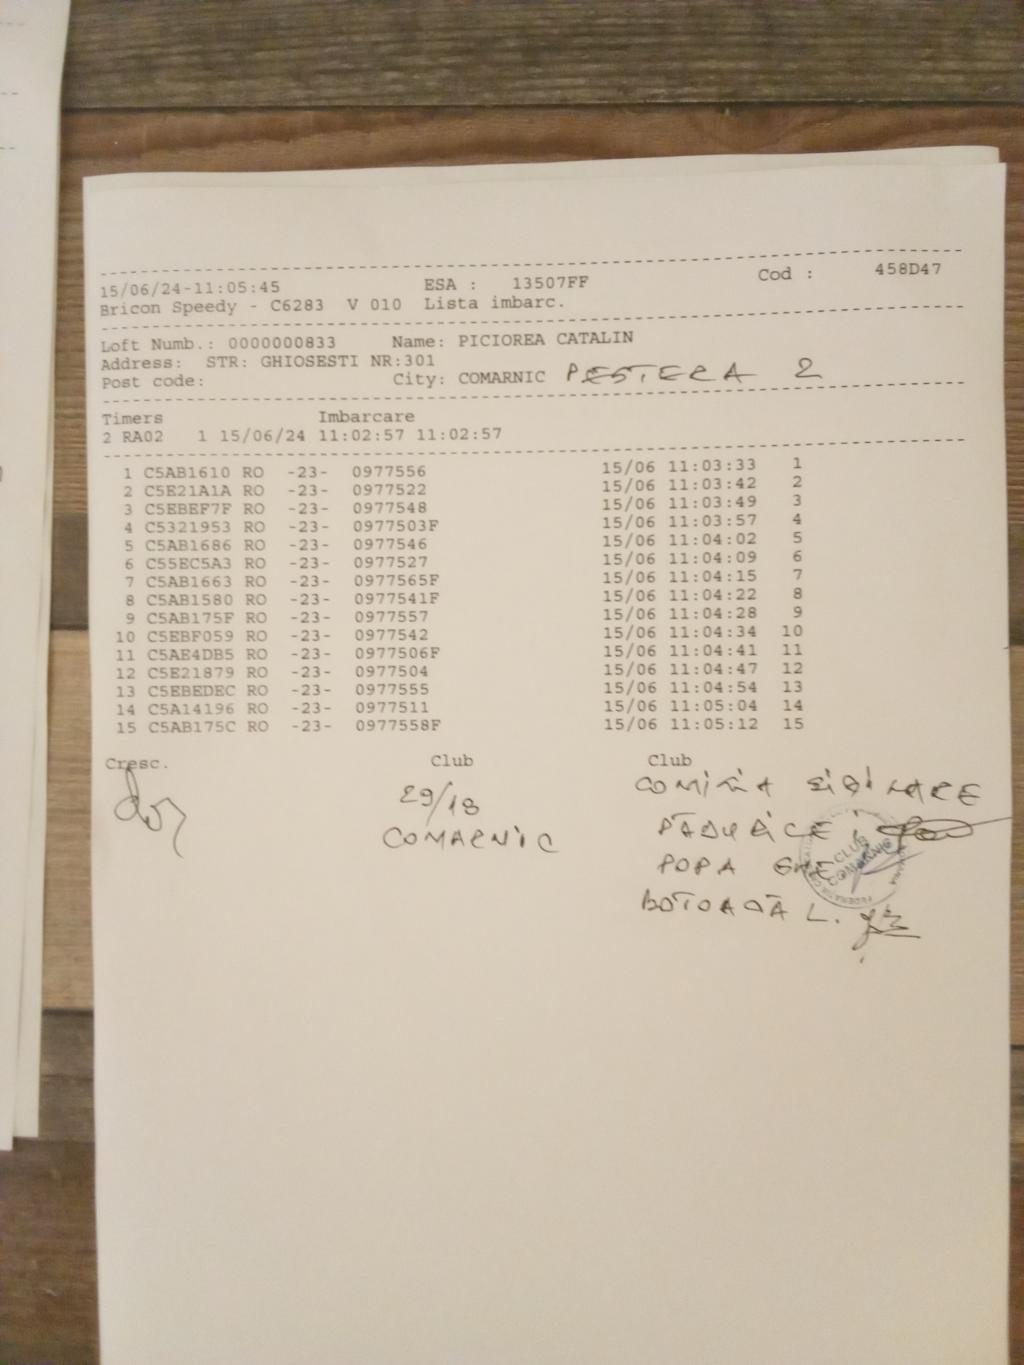 15/06/24-11:05:45 ESA : 13507FF Cod : 458D47
Bricon Speedy - C6283 V 010 Lista imbarc.
Loft Numb.: 0000000833 Name: PICIOREA CATALIN
Address: STR: GHIOSESTI NR:301
Post code: City: COMARNIC PESTERA 2
Timers Imbarcare
2 RA02 1 15/06/24 11:02:57 11:02:57
1 C5AB1610 RO -23- 0977556 15/06 11:03:33 1
2 C5E21A1A RO -23- 0977522 15/06 11:03:42 2
3 C5EBEF7F RO -23- 0977548 15/06 11:03:49 3
4 C5321953 RO -23- 0977503F 15/06 11:03:57 4
5 C5AB1686 RO -23- 0977546 15/06 11:04:02 5
6 C55EC5A3 RO -23- 0977527 15/06 11:04:09 6
7 C5AB1663 RO -23- 0977565F 15/06 11:04:15 7
8 C5AB1580 RO -23- 0977541F 15/06 11:04:22 8
9 C5AB175F RO -23- 0977557 15/06 11:04:28 9
10 C5EBF059 RO -23- 0977542 15/06 11:04:34 10
11 C5AE4DB5 RO -23- 0977506F 15/06 11:04:41 11
12 C5E21879 RO -23- 0977504 15/06 11:04:47 12
13 C5EBEDEC RO -23- 0977555 15/06 11:04:54 13
14 C5A14196 RO -23- 0977511 15/06 11:05:04 14
15 C5AB175C RO -23- 0977558F 15/06 11:05:12 15
Cresc. Club Club
29/18
COMARNIC
POPA GHE
BOTOACĂ L.
CLUB
COMARNIC